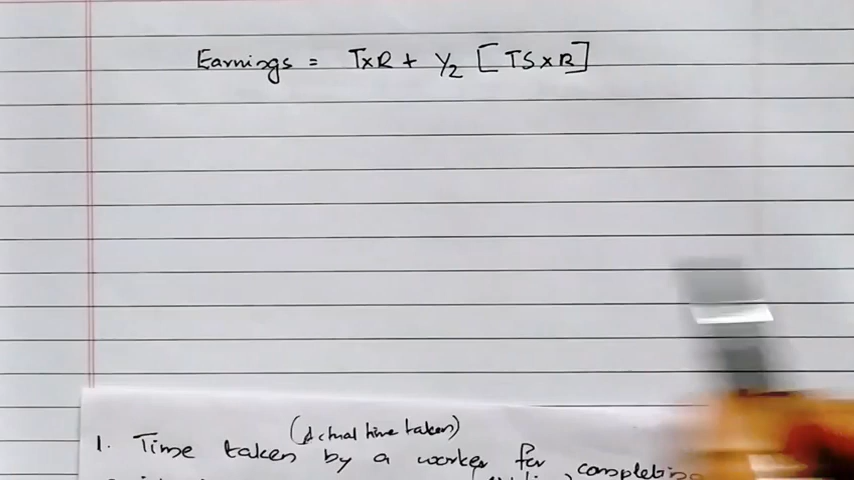 Earnings = T×R + 1/2 [TS×R]
(Actual time taken)
1. Time taken by a worker for completing